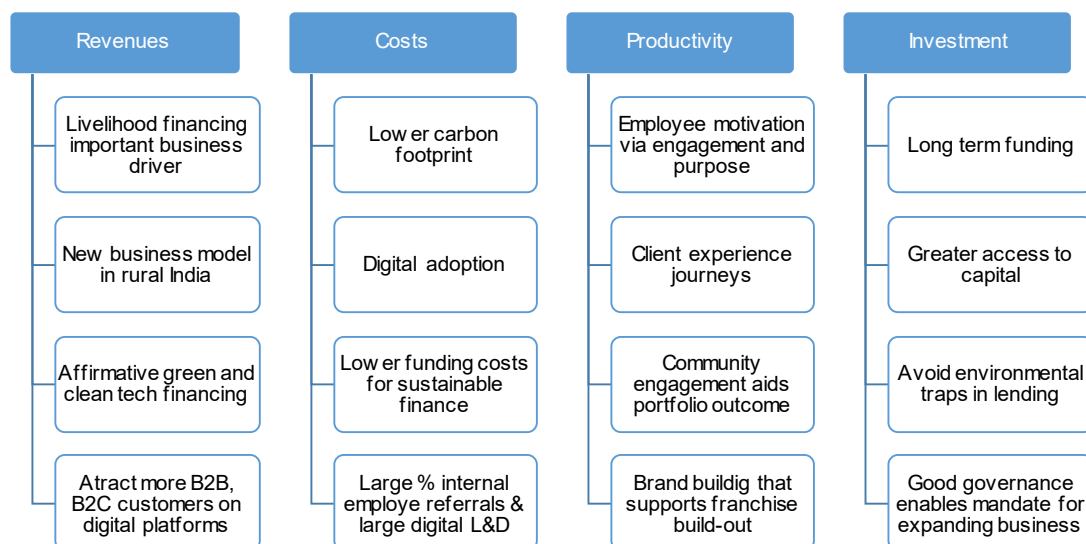 Revenues
Livelihood financing
important business
driver
New business model
in rural India
Affirmative green and
clean tech financing
Atract more B2B,
B2C customers on
digital platforms
Costs
Lower carbon
footprint
Digital adoption
Lower funding costs
for sustainable
finance
Large % internal
employe referrals &
large digital L&D
Productivity
Employee motivation
via engagement and
purpose
Client experience
journeys
Community
engagement aids
portfolio outcome
Brand buildig that
supports franchise
build-out
Investment
Long term funding
Greater access to
capital
Avoid environmental
traps in lending
Good governance
enables mandate for
expanding business